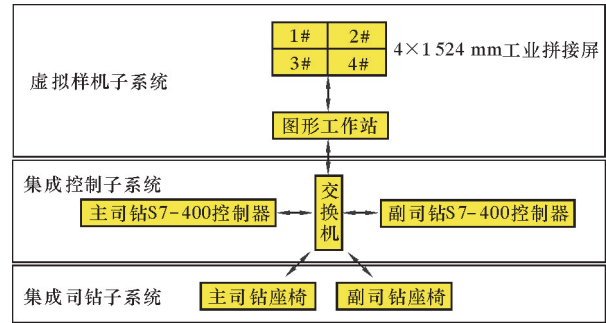 1# 2#
3# 4#
4×1 524 mm工业拼接屏
虚拟样机子系统
图形工作站
集成控制子系统
交换机
主司钻S7-400控制器
副司钻S7-400控制器
集成司钻子系统
主司钻座椅
副司钻座椅